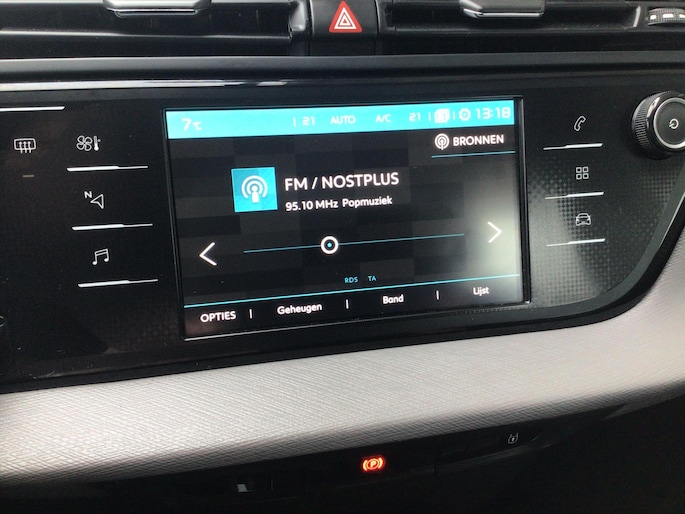 7°C | 21 AUTO A/C 21 | 13:18
BRONNEN
FM / NOSTPLUS
95.10 MHz Popmuziek
N
RDS TA
OPTIES | Geheugen | Band | Lijst
P